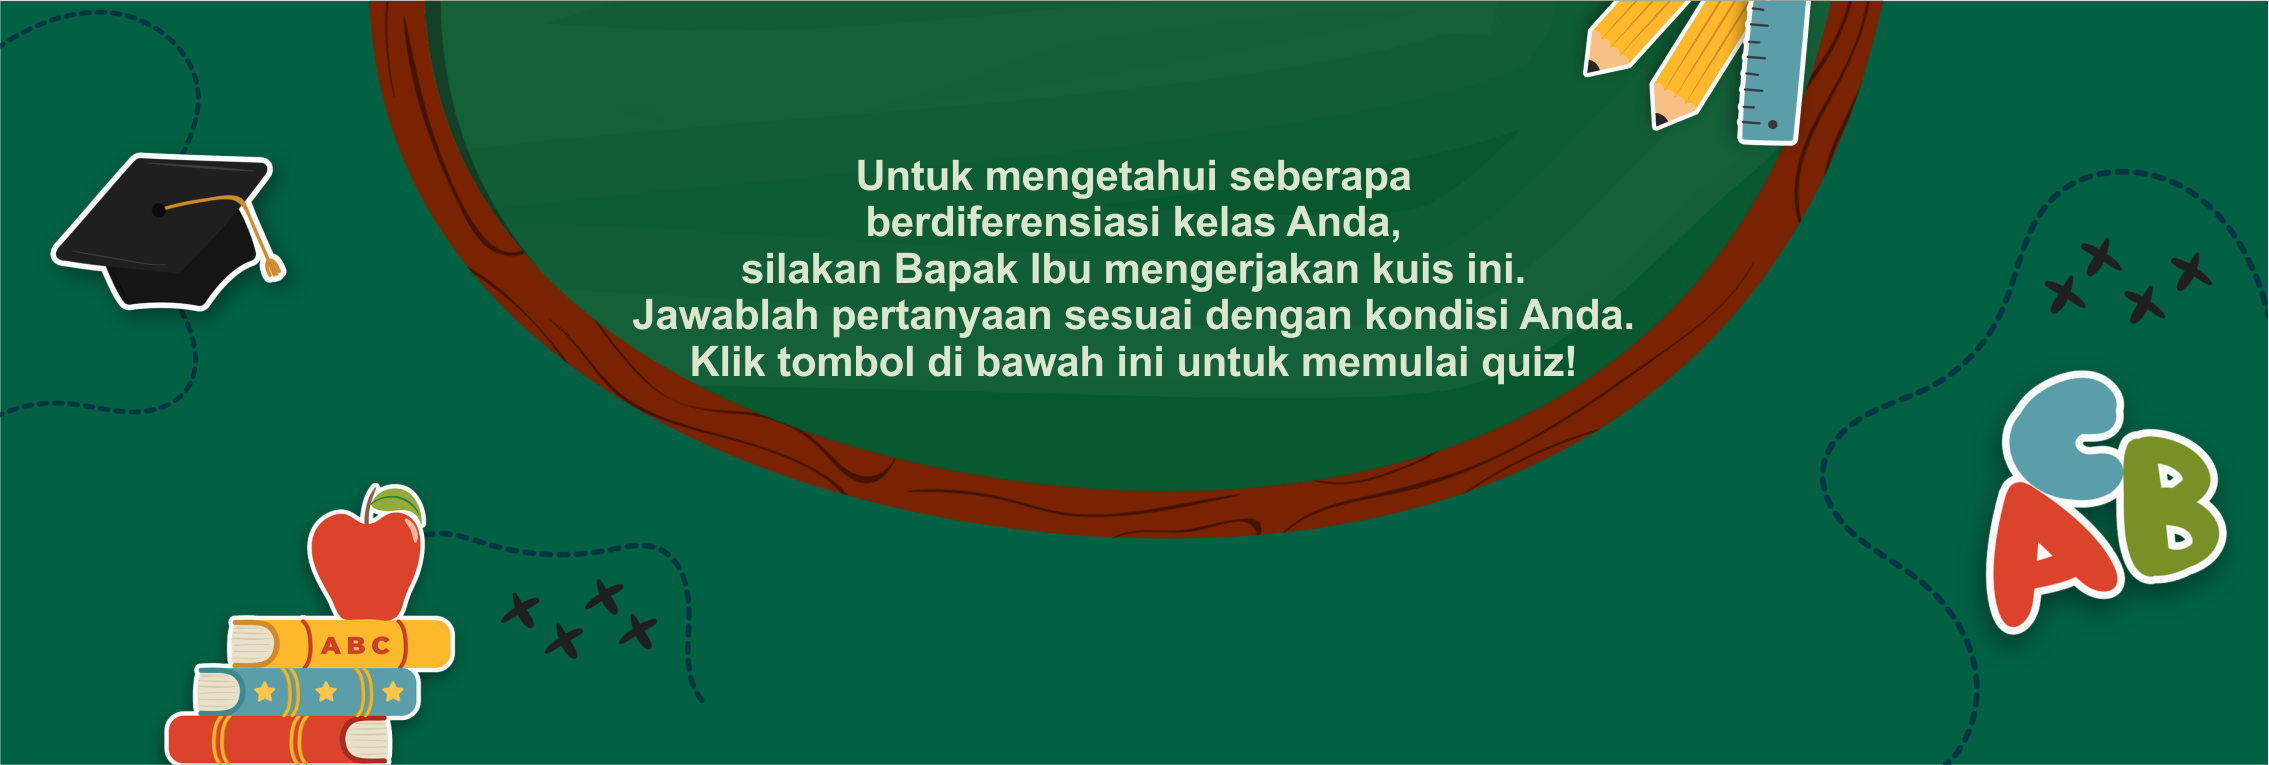 Untuk mengetahui seberapa
berdiferensiasi kelas Anda,
silakan Bapak Ibu mengerjakan kuis ini.
Jawablah pertanyaan sesuai dengan kondisi Anda.
Klik tombol di bawah ini untuk memulai quiz!
C
A B
ABC